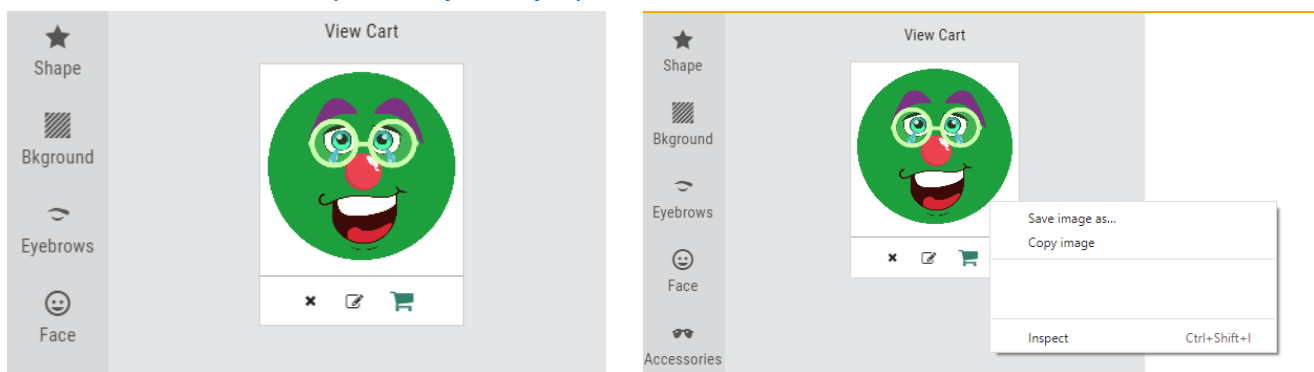 View Cart
Shape
Bkground
Eyebrows
Face
View Cart
Shape
Bkground
Eyebrows
Face
Accessories
Save image as...
Copy image
Inspect Ctrl+Shift+I